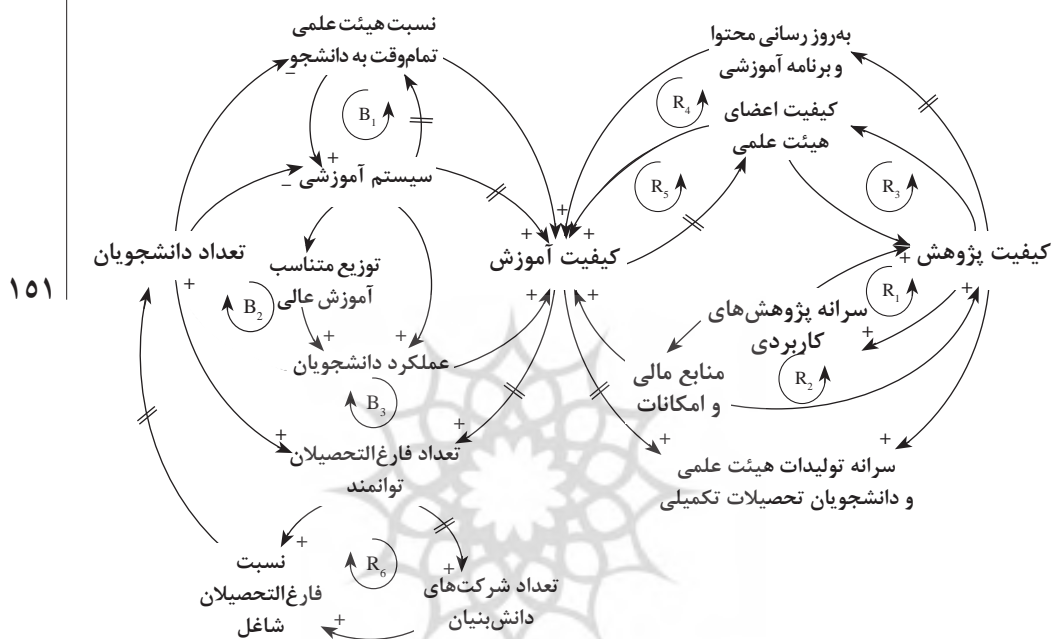 نسبت هیئت علمی
تمام‌وقت به دانشجو
به‌روز رسانی محتوا
و برنامه آموزشی
کیفیت اعضای
هیئت علمی
سیستم آموزشی
تعداد دانشجویان
توزیع متناسب
آموزش عالی
کیفیت آموزش
کیفیت پژوهش
۱۵۱
سرانه پژوهش‌های
کاربردی
عملکرد دانشجویان
منابع مالی
و امکانات
تعداد فارغ‌التحصیلان
توانمند
سرانه تولیدات هیئت علمی
و دانشجویان تحصیلات تکمیلی
نسبت
فارغ‌التحصیلان
شاغل
تعداد شرکت‌های
دانش‌بنیان
B1
B2
B3
R1
R2
R3
R4
R5
R6